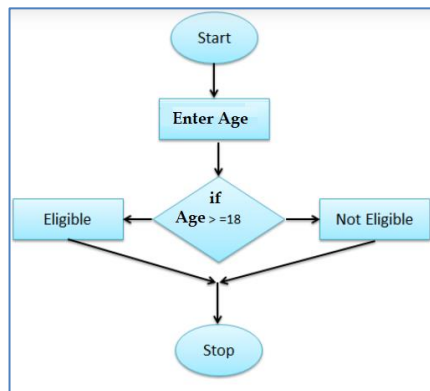 Start
Enter Age
if
Age > =18
Eligible
Not Eligible
Stop